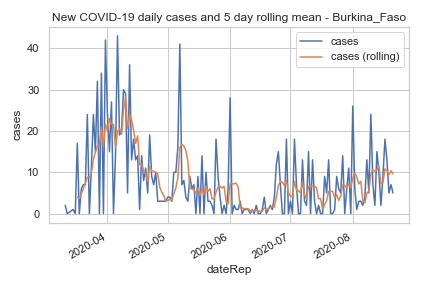 New COVID-19 daily cases and 5 day rolling mean - Burkina_Faso
cases
cases (rolling)
40
30
20
10
0
cases
2020-04
2020-05
2020-06
2020-07
2020-08
dateRep